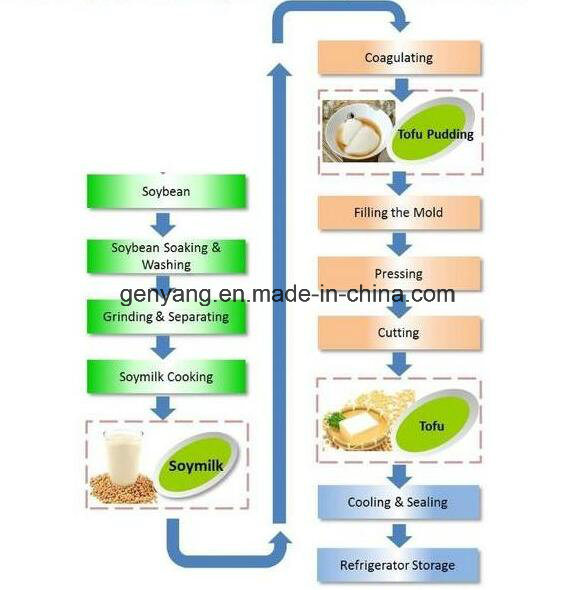 Soybean
Soybean Soaking &
Washing
Grinding & Separating
Soymilk Cooking
Soymilk
Coagulating
Tofu Pudding
Filling the Mold
Pressing
Cutting
Tofu
Cooling & Sealing
Refrigerator Storage
genyang.en.made-in-china.com